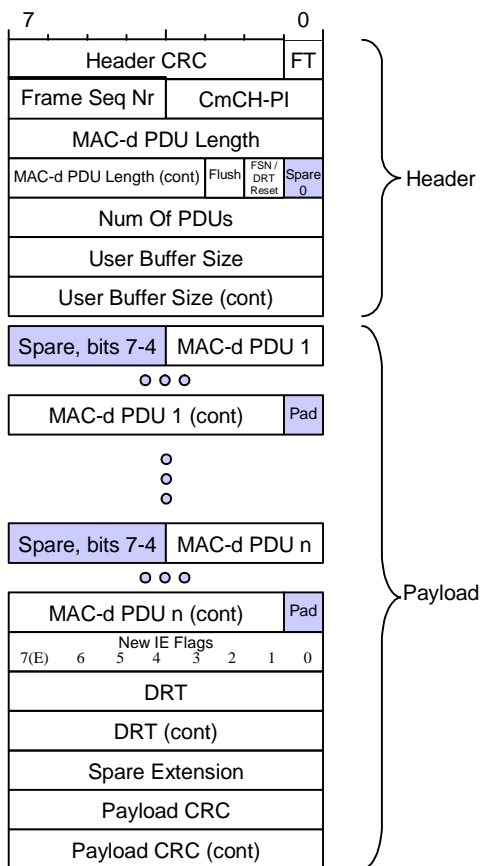 7 0
Header CRC FT
Frame Seq Nr CmCH-PI
MAC-d PDU Length
MAC-d PDU Length (cont) Flush FSN / DRT Reset Spare 0
Header
Num Of PDUs
User Buffer Size
User Buffer Size (cont)
Spare, bits 7-4 MAC-d PDU 1
MAC-d PDU 1 (cont) Pad
Spare, bits 7-4 MAC-d PDU n
Payload
MAC-d PDU n (cont) Pad
New IE Flags
7(E) 6 5 4 3 2 1 0
DRT
DRT (cont)
Spare Extension
Payload CRC
Payload CRC (cont)